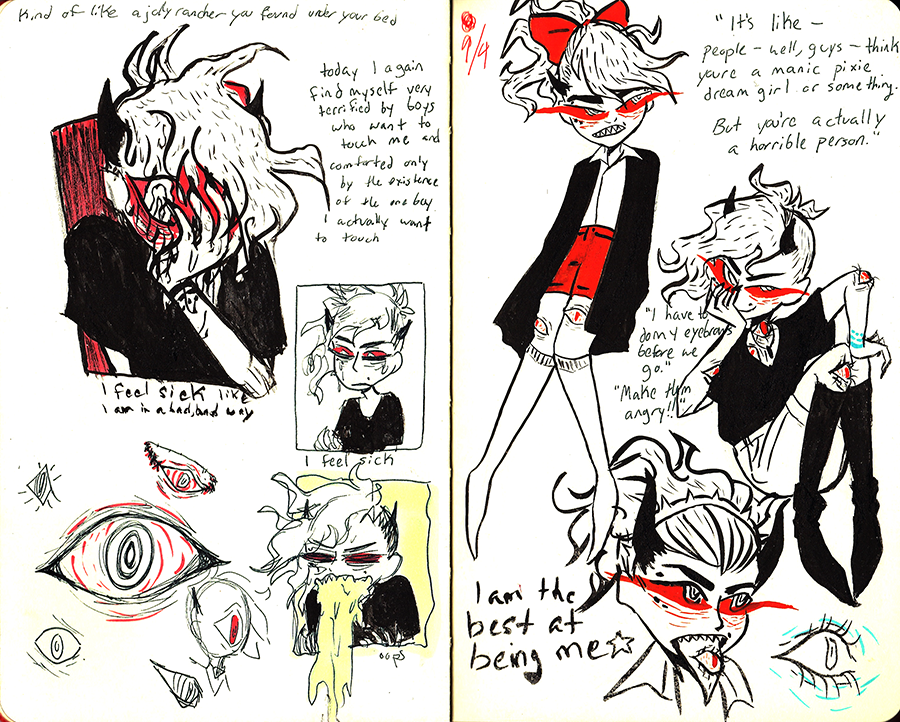 Kind of like a jolly rancher you found under your bed
today I again
find myself very
terrified by boys
who want to
touch me and
comforted only
by the existence
of the one boy
I actually want
to touch
I feel sick like
I am in a bad, bad way
I feel sick
oops
9/4
"It's like -
people - well, guys - think
you're a manic pixie
dream girl or something.
But you're actually
a horrible person."
"I have to
do my eyebrows
before we
go."
"Make them
angry!!"
I am the
best at
being me☆